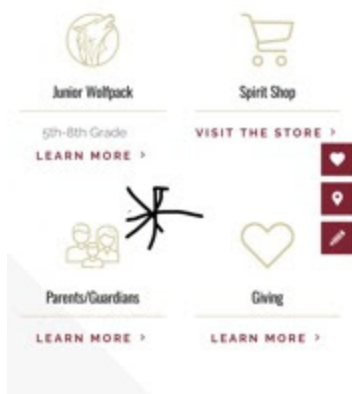 Junior Wolfpack
5th-8th Grade
LEARN MORE >
Spirit Shop
VISIT THE STORE >
Parents/Guardians
LEARN MORE >
Giving
LEARN MORE >